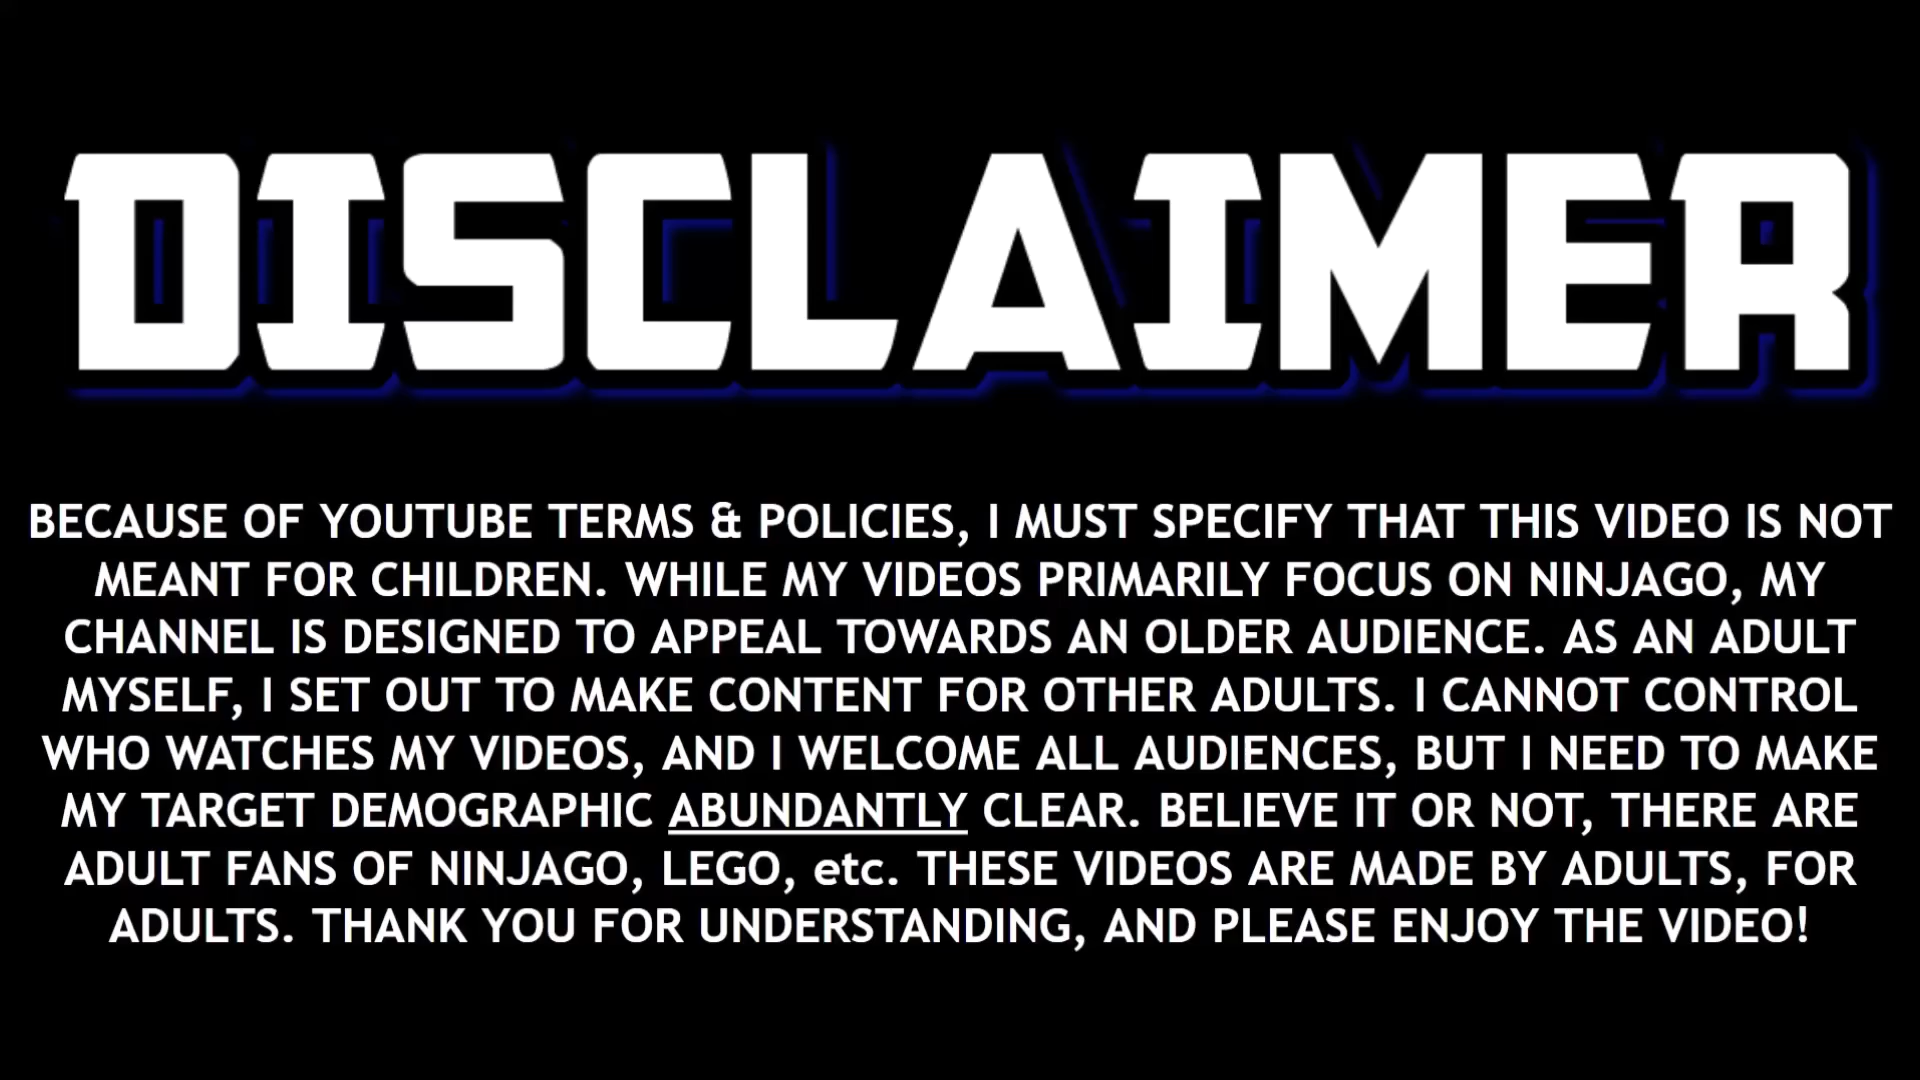 DISCLAIMER
BECAUSE OF YOUTUBE TERMS & POLICIES, I MUST SPECIFY THAT THIS VIDEO IS NOT
MEANT FOR CHILDREN. WHILE MY VIDEOS PRIMARILY FOCUS ON NINJAGO, MY
CHANNEL IS DESIGNED TO APPEAL TOWARDS AN OLDER AUDIENCE. AS AN ADULT
MYSELF, I SET OUT TO MAKE CONTENT FOR OTHER ADULTS. I CANNOT CONTROL
WHO WATCHES MY VIDEOS, AND I WELCOME ALL AUDIENCES, BUT I NEED TO MAKE
MY TARGET DEMOGRAPHIC ABUNDANTLY CLEAR. BELIEVE IT OR NOT, THERE ARE
ADULT FANS OF NINJAGO, LEGO, etc. THESE VIDEOS ARE MADE BY ADULTS, FOR
ADULTS. THANK YOU FOR UNDERSTANDING, AND PLEASE ENJOY THE VIDEO!